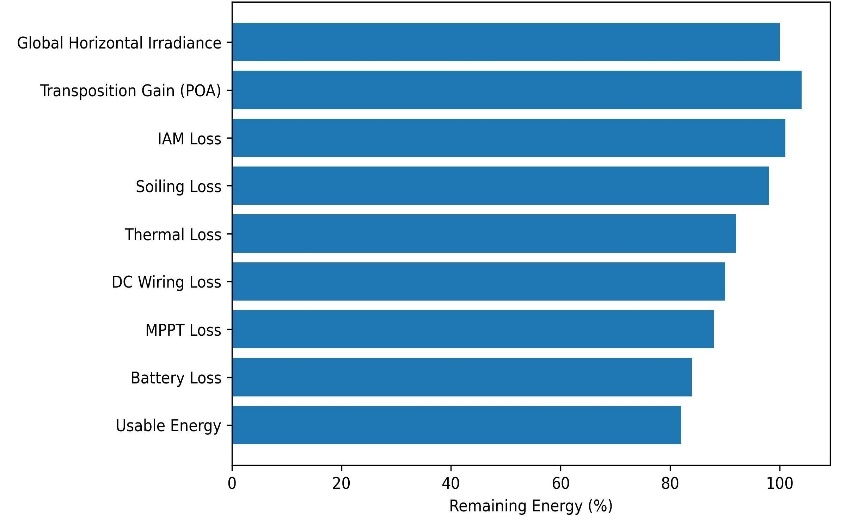 Global Horizontal Irradiance
Transposition Gain (POA)
IAM Loss
Soiling Loss
Thermal Loss
DC Wiring Loss
MPPT Loss
Battery Loss
Usable Energy
0 20 40 60 80 100
Remaining Energy (%)